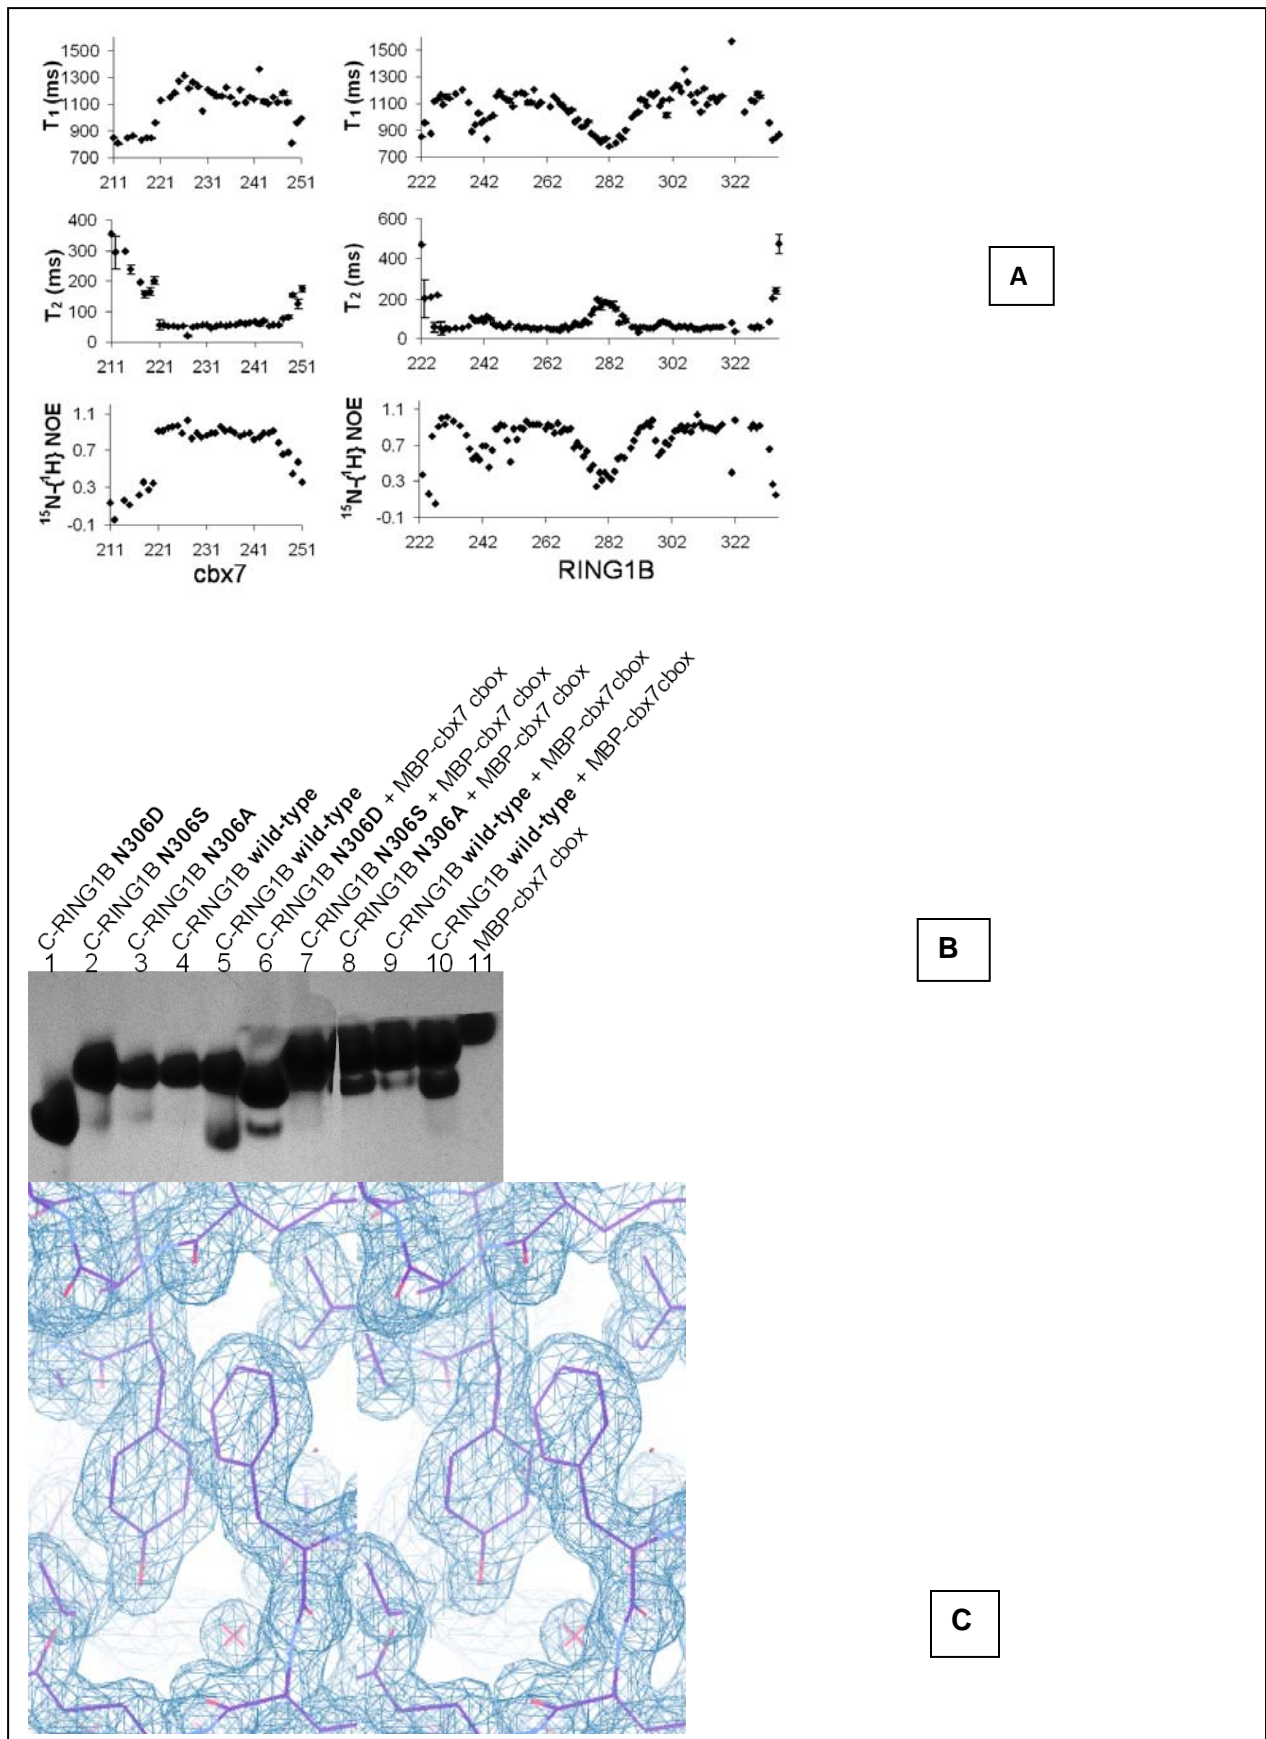 T1 (ms)
1500
1300
1100
900
700
211 221 231 241 251
T1 (ms)
1500
1300
1100
900
700
222 242 262 282 302 322
T2 (ms)
400
300
200
100
0
211 221 231 241 251
T2 (ms)
600
400
200
0
222 242 262 282 302 322
A
15N-{1H} NOE
1.1
0.7
0.3
-0.1
211 221 231 241 251
cbx7
15N-{1H} NOE
1.1
0.7
0.3
-0.1
222 242 262 282 302 322
RING1B
C-RING1B N306D
C-RING1B N306S
C-RING1B N306A
C-RING1B wild-type
C-RING1B wild-type
C-RING1B N306D + MBP-cbx7 cbox
C-RING1B N306S + MBP-cbx7 cbox
C-RING1B N306A + MBP-cbx7 cbox
C-RING1B wild-type + MBP-cbx7cbox
C-RING1B wild-type + MBP-cbx7cbox
MBP-cbx7 cbox
1 2 3 4 5 6 7 8 9 10 11
B
C